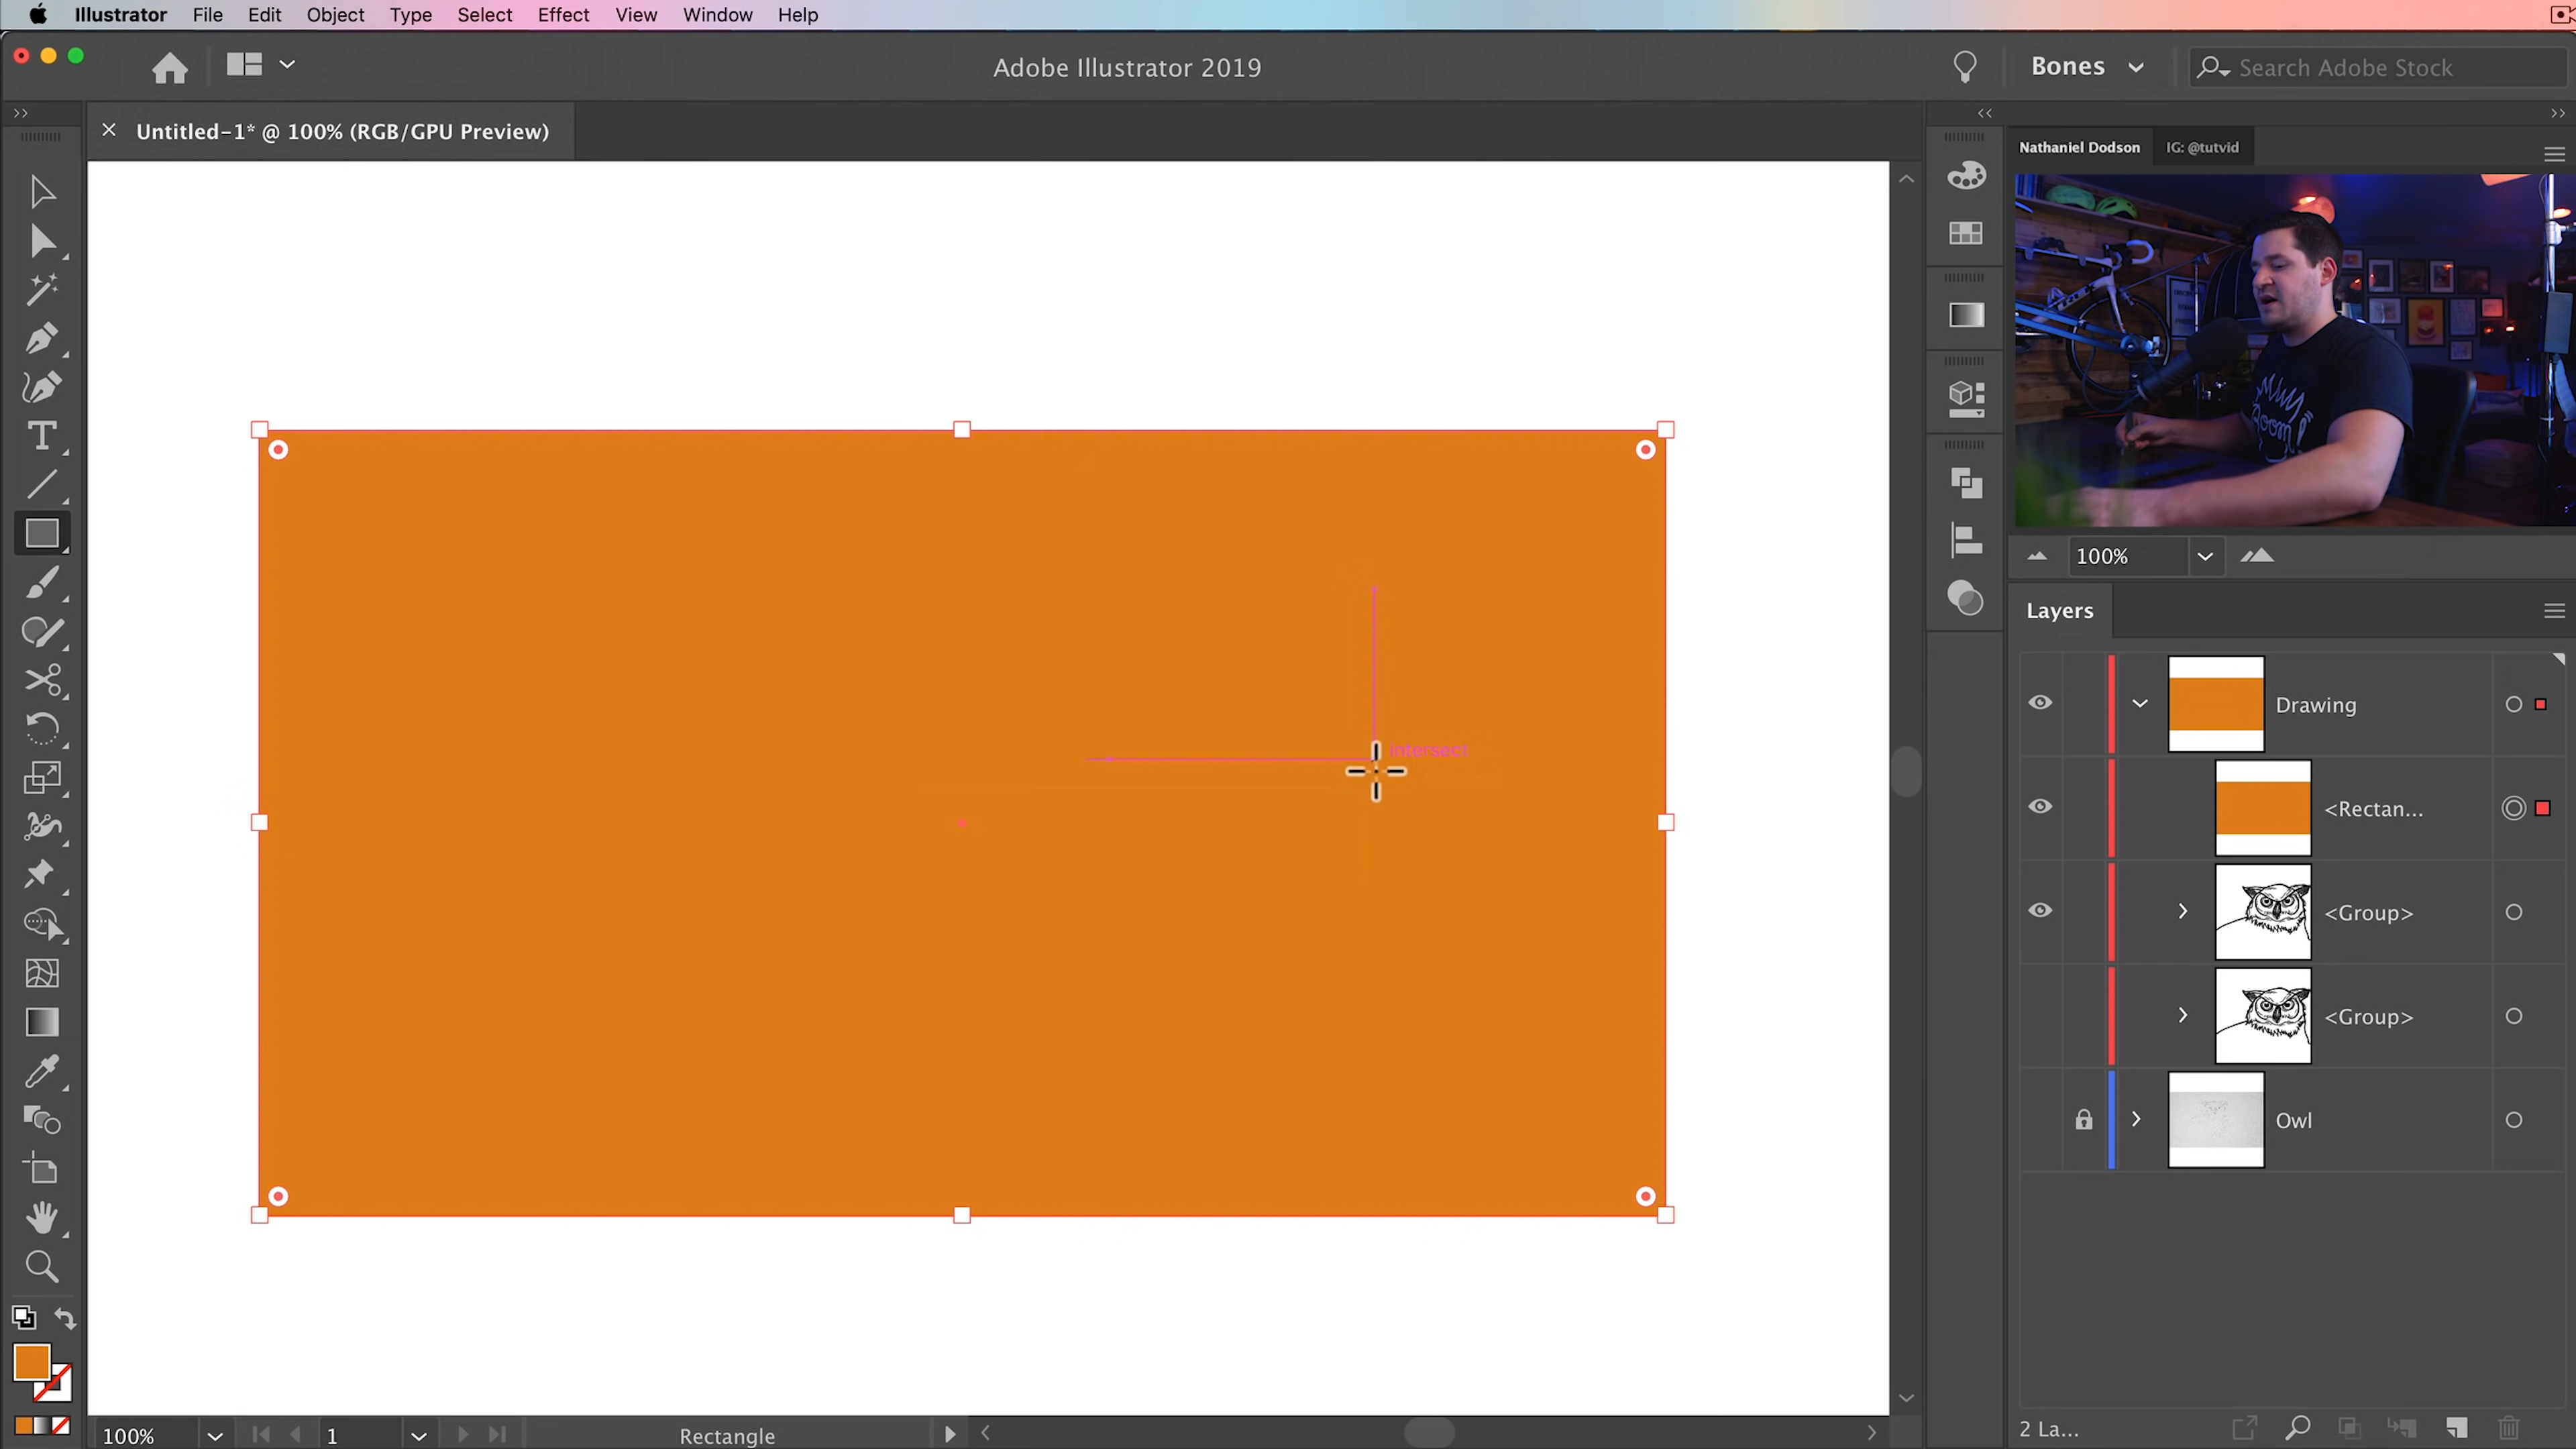 Illustrator File Edit Object Type Select Effect View Window Help
Adobe Illustrator 2019
Bones
Search Adobe Stock
Untitled-1* @ 100% (RGB/GPU Preview)
Nathaniel Dodson
IG: @tutvid
100%
Layers
intersect
Drawing
<Rectan...
<Group>
<Group>
Owl
100%
1
Rectangle
2 La...